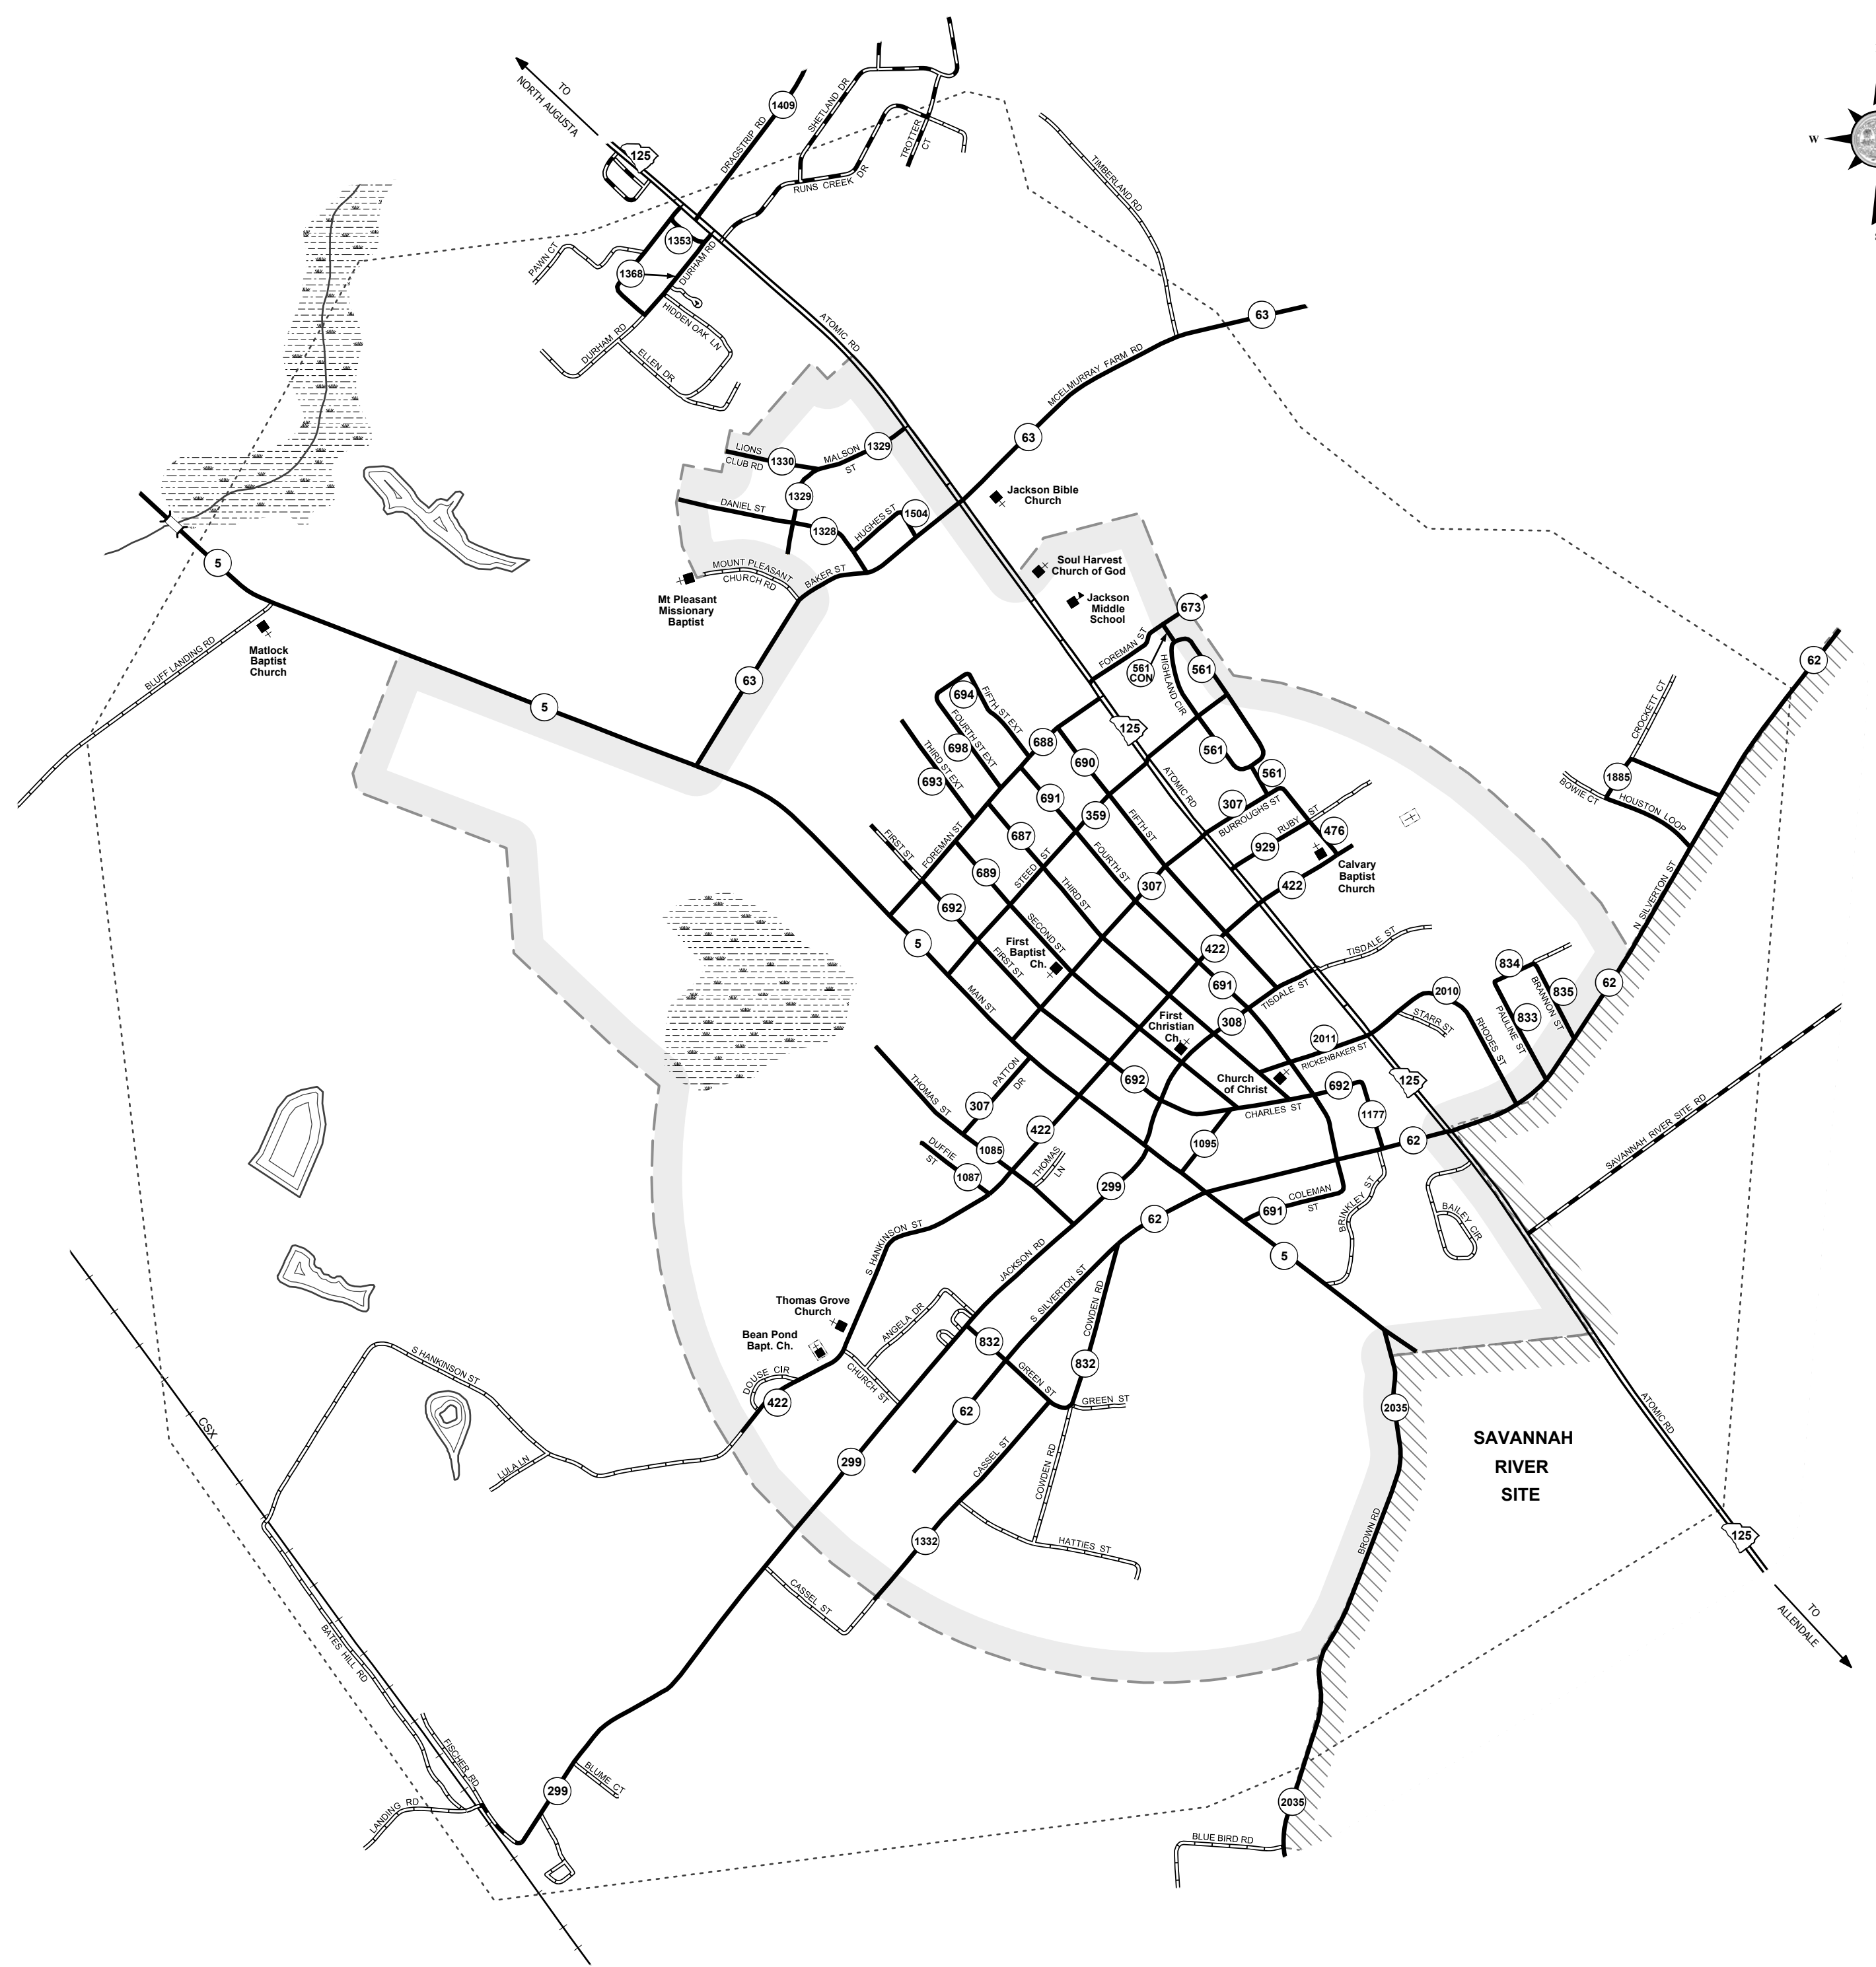 TO
NORTH AUGUSTA
125
DRAGSTRIP RD
1409
SHETLAND DR
TROTTER
CT
RUNS CREEK DR
TIMBERLAND RD
W
1353
PAWN CT
1368
DURHAM RD
HIDDEN OAK LN
DURHAM RD
ELLEN DR
ATOMIC RD
63
MCELMURRAY FARM RD
63
LIONS
CLUB RD
1330
MALSON
ST
1329
1329
DANIEL ST
1328
HUGHES ST
1504
Jackson Bible
Church
MOUNT PLEASANT
CHURCH RD
BAKER ST
Mt Pleasant
Missionary
Baptist
Soul Harvest
Church of God
Jackson
Middle
School
5
Matlock
Baptist
Church
BLUFF LANDING RD
5
63
673
FOREMAN ST
561
CON
HIGHLAND CIR
561
125
561
561
694
FIFTH ST EXT
FOURTH ST EXT
698
THIRD ST EXT
693
688
690
691
359
687
689
FIRST ST
FOREMAN ST
STEED ST
692
ATOMIC RD
FIFTH ST
FOURTH ST
THIRD ST
SECOND ST
307
BURROUGHS ST
RUBY ST
929
476
Calvary
Baptist
Church
422
307
422
First
Baptist
Ch.
FIRST ST
5
MAIN ST
691
TISDALE ST
TISDALE ST
308
First
Christian
Ch.
2011
RICKENBAKER ST
Church
of Christ
2010
STARR ST
RHODES ST
834
835
833
BRANNON ST
PAULINE ST
62
N SILVERTON ST
62
CROCKETT CT
1885
BOWIE CT
HOUSTON LOOP
SAVANNAH RIVER SITE RD
125
692
692
CHARLES ST
1177
1095
62
PATTON
DR
THOMAS ST
307
422
1085
DUFFIE
ST
1087
THOMAS
LN
299
62
691
COLEMAN
ST
BRINKLEY ST
BAILEY CIR
5
S HANKINSON ST
JACKSON RD
S SILVERTON ST
COWDEN RD
Thomas Grove
Church
Bean Pond
Bapt. Ch.
ANGELA DR
CHURCH ST
DOUSE CIR
422
832
832
GREEN ST
GREEN ST
62
CASSEL ST
COWDEN RD
299
1332
HATTIES ST
CASSEL ST
S HANKINSON ST
LULA LN
CSX
BATES HILL RD
FISCHER RD
LANDING RD
299
BLUME CT
2035
BROWN RD
2035
BLUE BIRD RD
SAVANNAH
RIVER
SITE
ATOMIC RD
125
TO
ALLENDALE